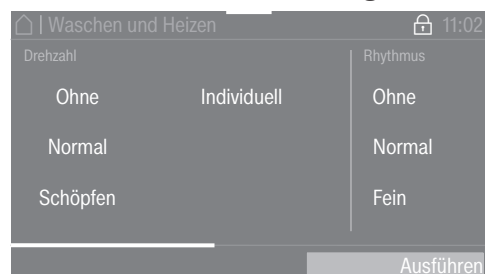 | Waschen und Heizen 11:02
Drehzahl Rhythmus
Ohne Individuell Ohne
Normal Normal
Schöpfen Fein
Ausführen